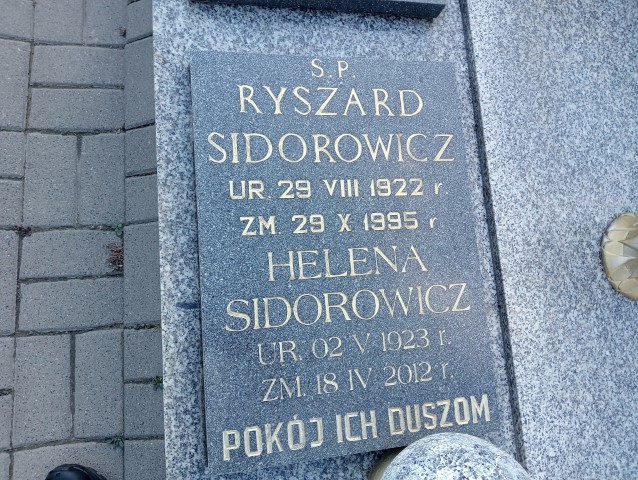 S.P.
RYSZARD
SIDOROWICZ
UR. 29 VIII 1922 r.
ZM. 29 X 1995 r
HELENA
SIDOROWICZ
UR. 02 V 1923 r.
ZM. 18 IV 2012 r.
POKÓJ ICH DUSZOM